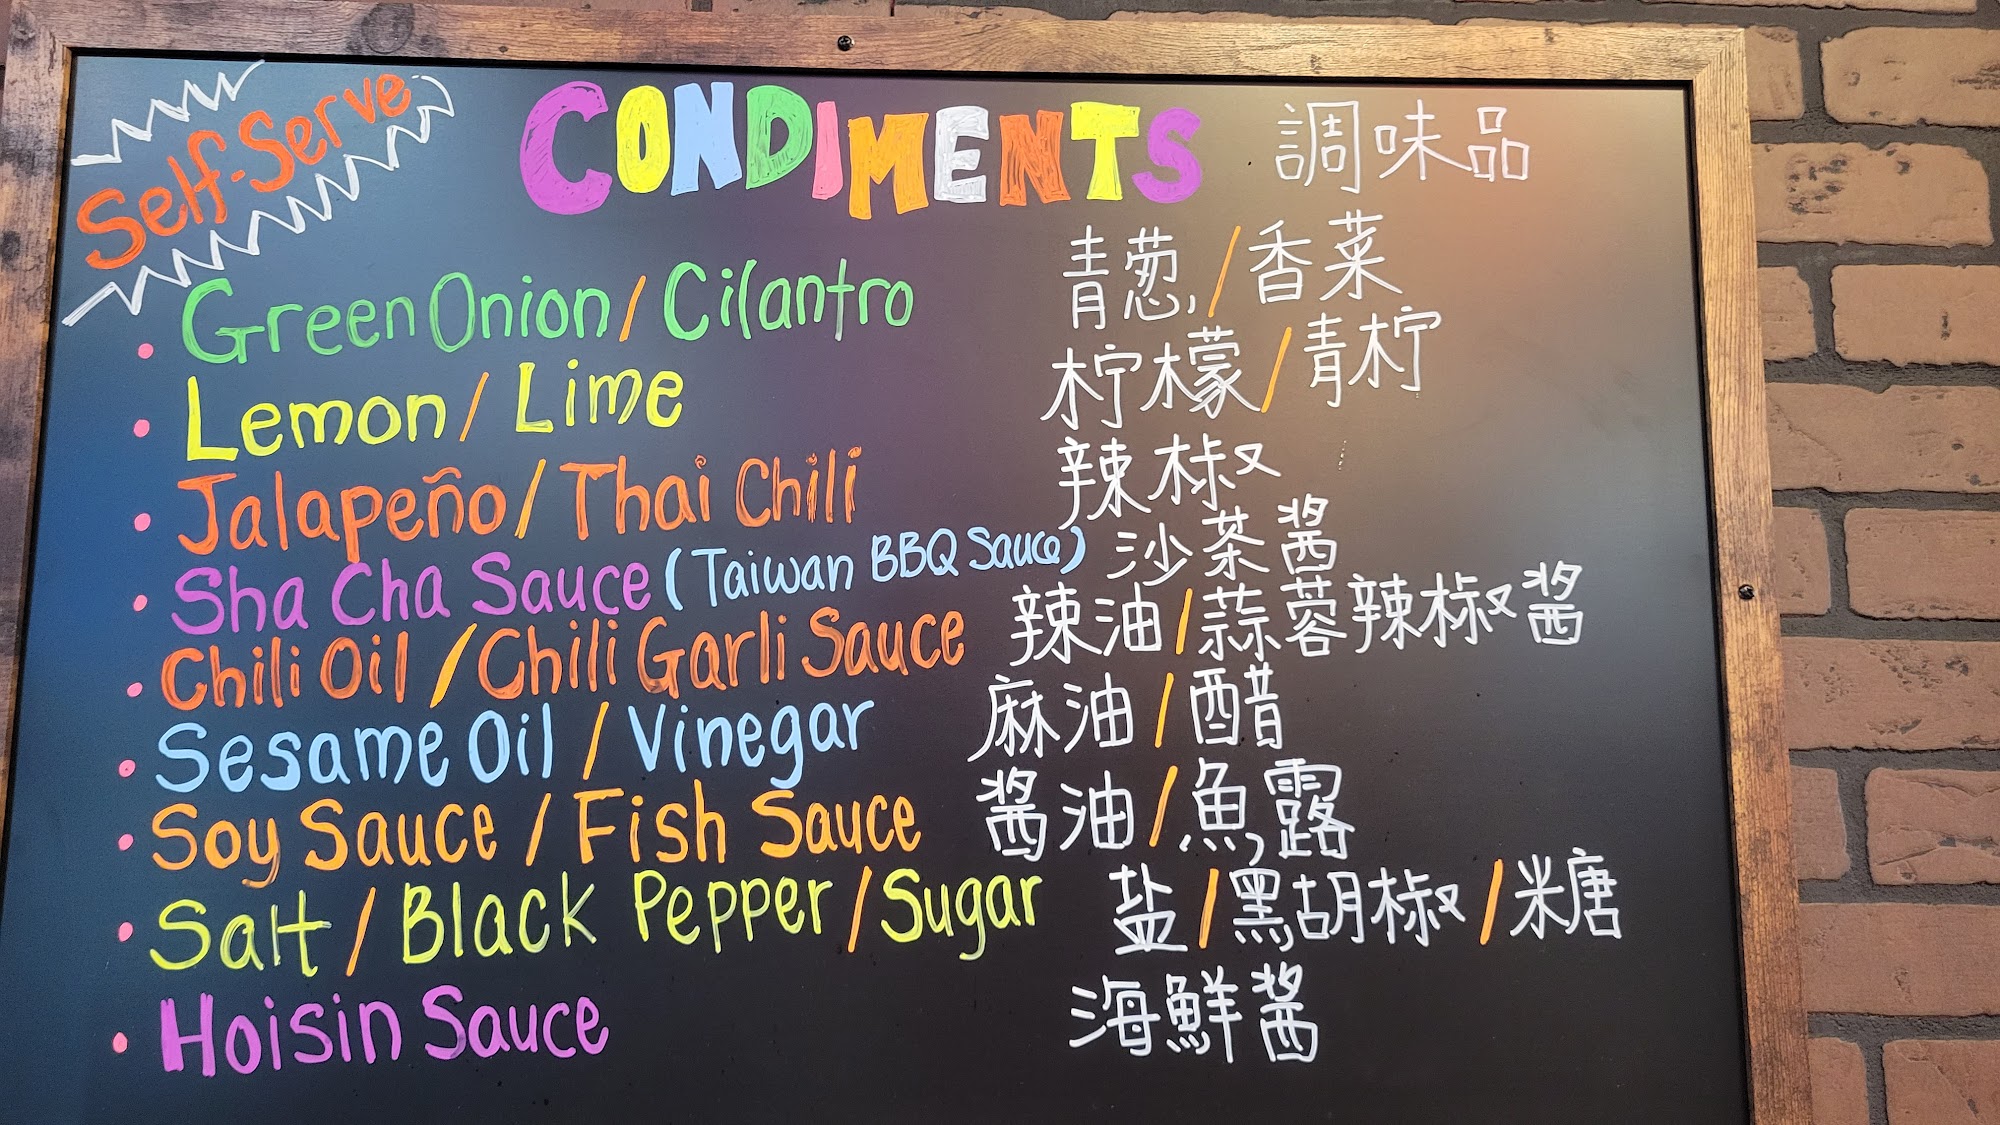 Self-Serve
CONDIMENTS 調味品
Green Onion / Cilantro 青葱 / 香菜
Lemon / Lime 柠檬 / 青柠
Jalapeño / Thai Chili 辣椒
Sha Cha Sauce (Taiwan BBQ Sauce) 沙茶酱
Chili Oil / Chili Garli Sauce 辣油 / 蒜蓉辣椒酱
Sesame Oil / Vinegar 麻油 / 醋
Soy Sauce / Fish Sauce 酱油 / 魚露
Salt / Black Pepper / Sugar 盐 / 黑胡椒 / 糖
Hoisin Sauce 海鮮酱